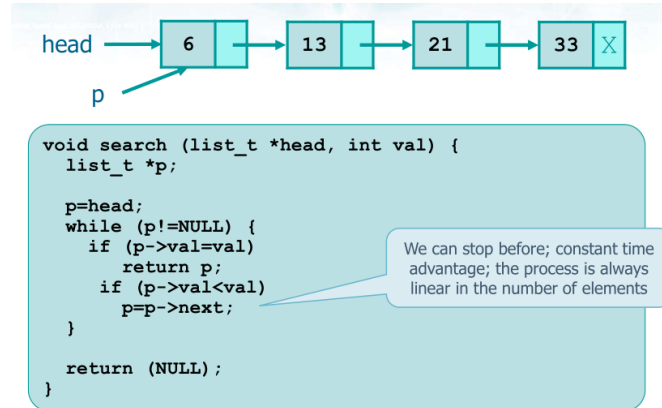 head 6 13 21 33 X
p
void search (list_t *head, int val) {
list_t *p;
p=head;
while (p!=NULL) {
if (p->val=val)
return p;
if (p->val<val)
p=p->next;
}
return (NULL);
}
We can stop before; constant time
advantage; the process is always
linear in the number of elements